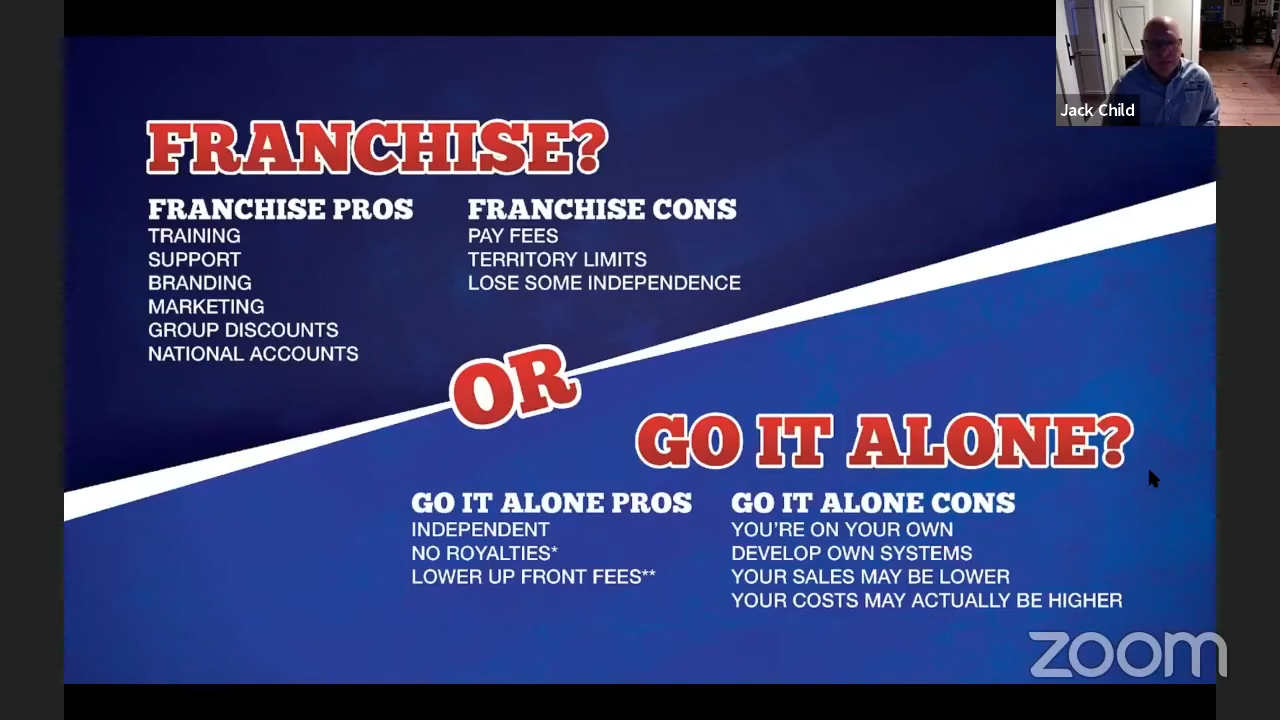 Jack Child
FRANCHISE?
FRANCHISE PROS
TRAINING
SUPPORT
BRANDING
MARKETING
GROUP DISCOUNTS
NATIONAL ACCOUNTS
FRANCHISE CONS
PAY FEES
TERRITORY LIMITS
LOSE SOME INDEPENDENCE
OR
GO IT ALONE?
GO IT ALONE PROS
INDEPENDENT
NO ROYALTIES*
LOWER UP FRONT FEES**
GO IT ALONE CONS
YOU'RE ON YOUR OWN
DEVELOP OWN SYSTEMS
YOUR SALES MAY BE LOWER
YOUR COSTS MAY ACTUALLY BE HIGHER
zoom